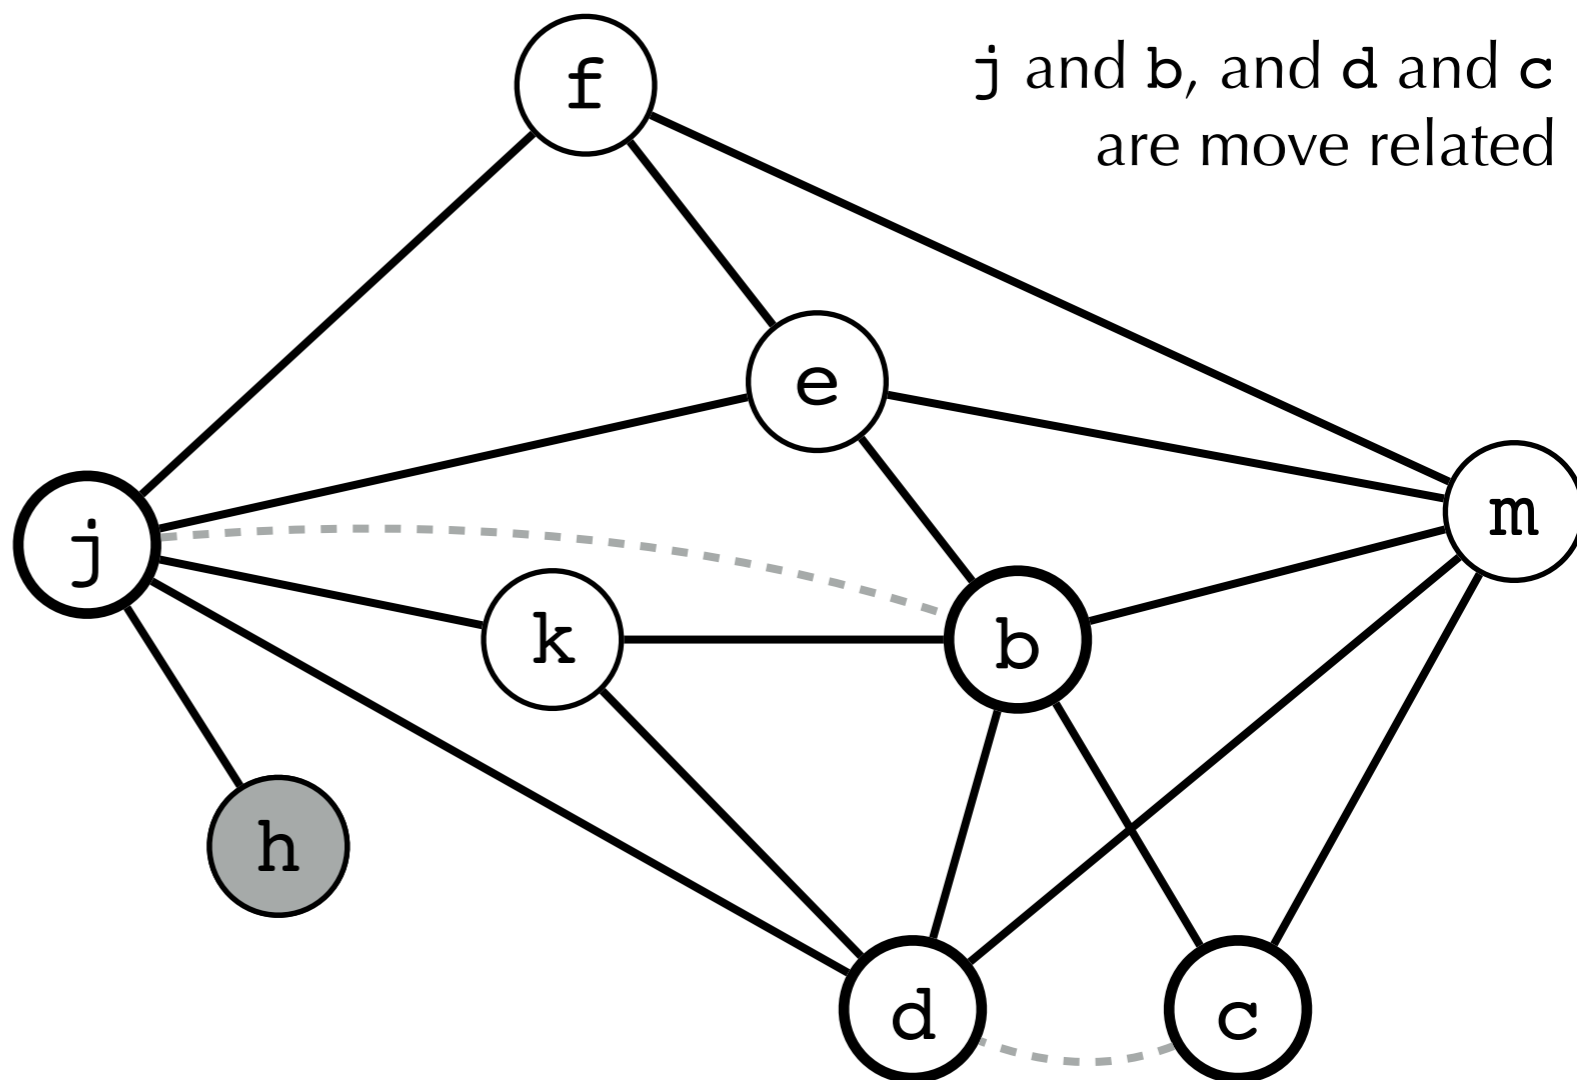 j and b, and d and c
are move related
f
e
m
j
k
b
h
d
c